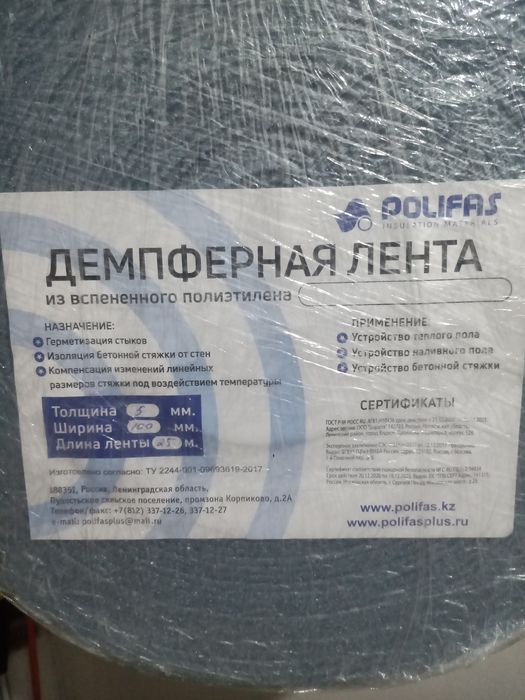 POLIFAS
INSULATION MATERIALS
ДЕМПФЕРНАЯ ЛЕНТА
из вспененного полиэтилена
НАЗНАЧЕНИЕ:
Герметизация стыков
Изоляция бетонной стяжки от стен
Компенсация изменений линейных
размеров стяжки под воздействием температуры
ПРИМЕНЕНИЕ
Устройство теплого пола
Устройство наливного пола
Устройство бетонной стяжки
Толщина 5 мм.
Ширина 100 мм.
Длина ленты 25 м.
Изготовлено согласно: ТУ 2244-001-09693619-2017
188351, Россия, Ленинградская область,
сельское поселение, промзона Корпиково, д.2А
Телефон/факс: +7(812) 337-12-26, 337-12-27
e-mail: polifasplus@mail.ru
СЕРТИФИКАТЫ
www.polifas.kz
www.polifasplus.ru